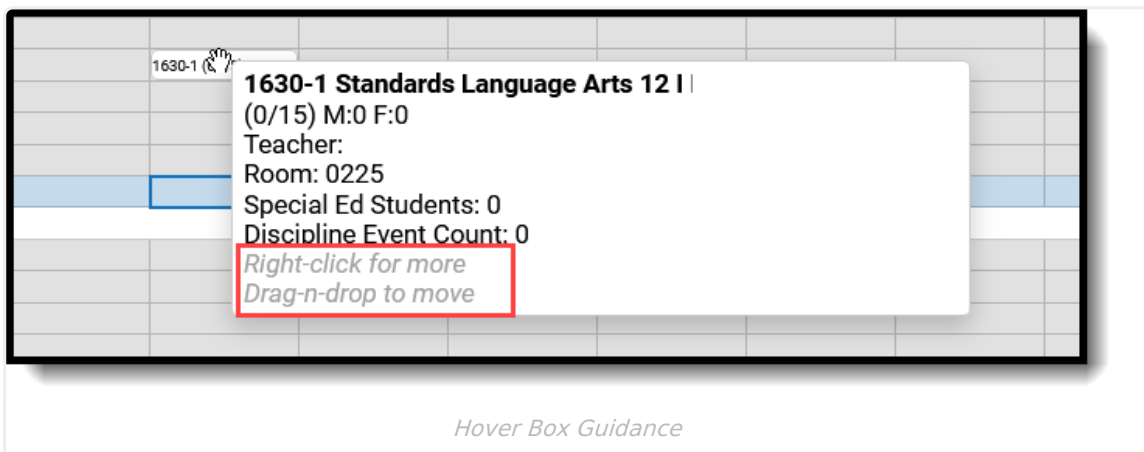 1630-1 (
1630-1 Standards Language Arts 12 I
(0/15) M:0 F:0
Teacher:
Room: 0225
Special Ed Students: 0
Discipline Event Count: 0
Right-click for more
Drag-n-drop to move
Hover Box Guidance